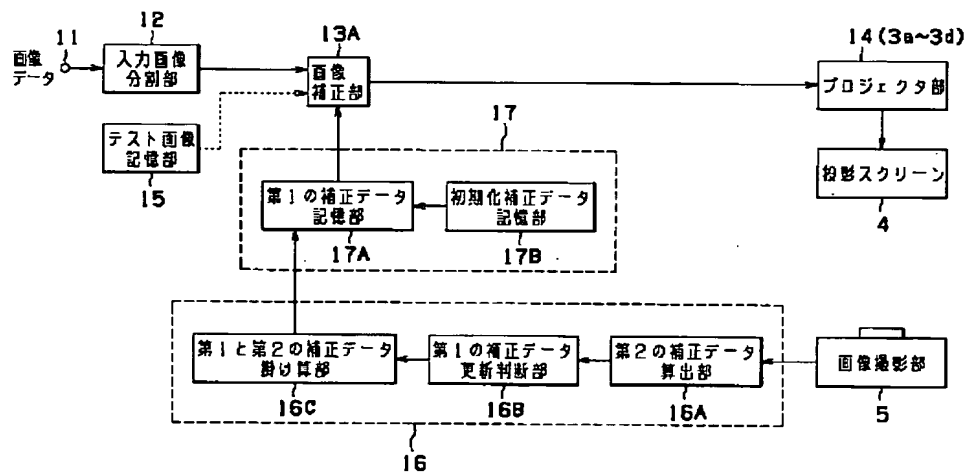 画像
データ
11
12
入力画像
分割部
13A
画像
補正部
14(3a~3d)
プロジェクタ部
テスト画像
記憶部
15
17
投影スクリーン
4
第1の補正データ
記憶部
17A
初期化補正データ
記憶部
17B
第1と第2の補正データ
掛け算部
16C
第1の補正データ
更新判断部
16B
第2の補正データ
算出部
16A
画像撮影部
5
16